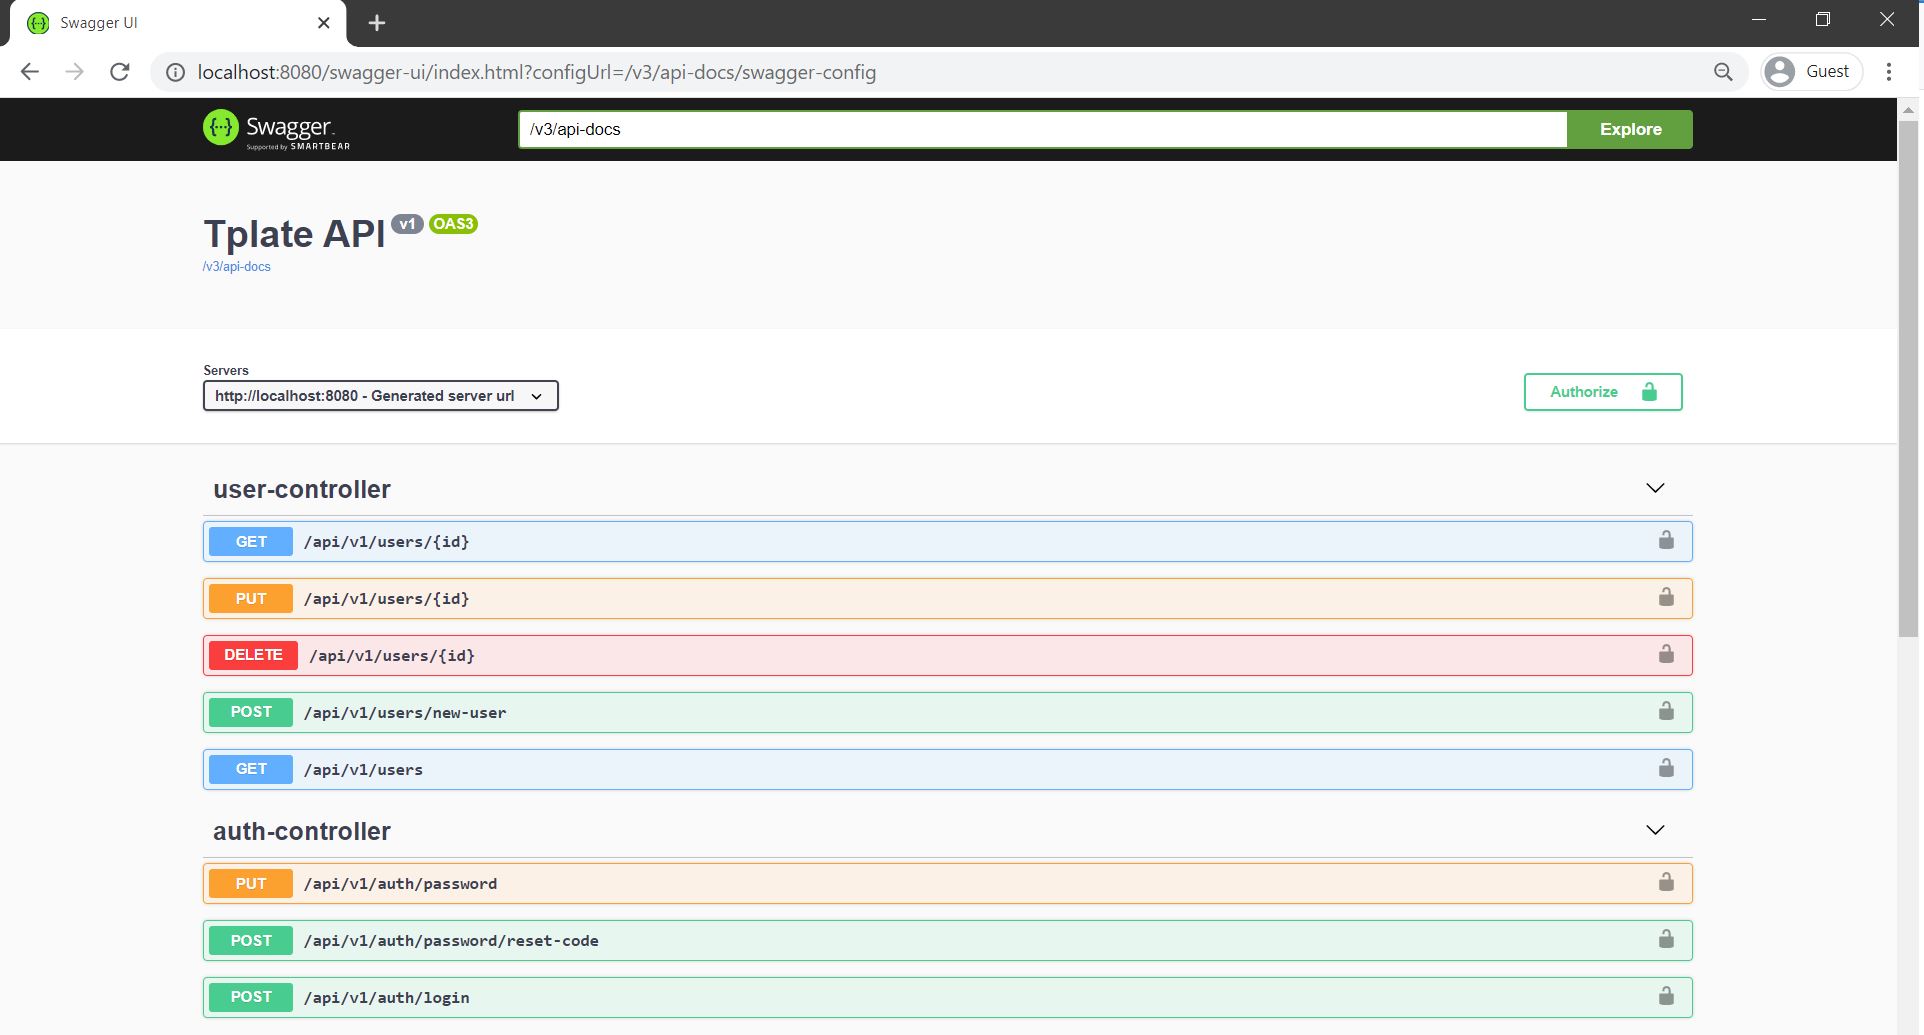 Swagger UI
localhost:8080/swagger-ui/index.html?configUrl=/v3/api-docs/swagger-config
Guest
Swagger.
Supported by SMARTBEAR
/v3/api-docs
Explore
Tplate API v1 OAS3
/v3/api-docs
Servers
http://localhost:8080 - Generated server url
Authorize
user-controller
GET /api/v1/users/{id}
PUT /api/v1/users/{id}
DELETE /api/v1/users/{id}
POST /api/v1/users/new-user
GET /api/v1/users
auth-controller
PUT /api/v1/auth/password
POST /api/v1/auth/password/reset-code
POST /api/v1/auth/login